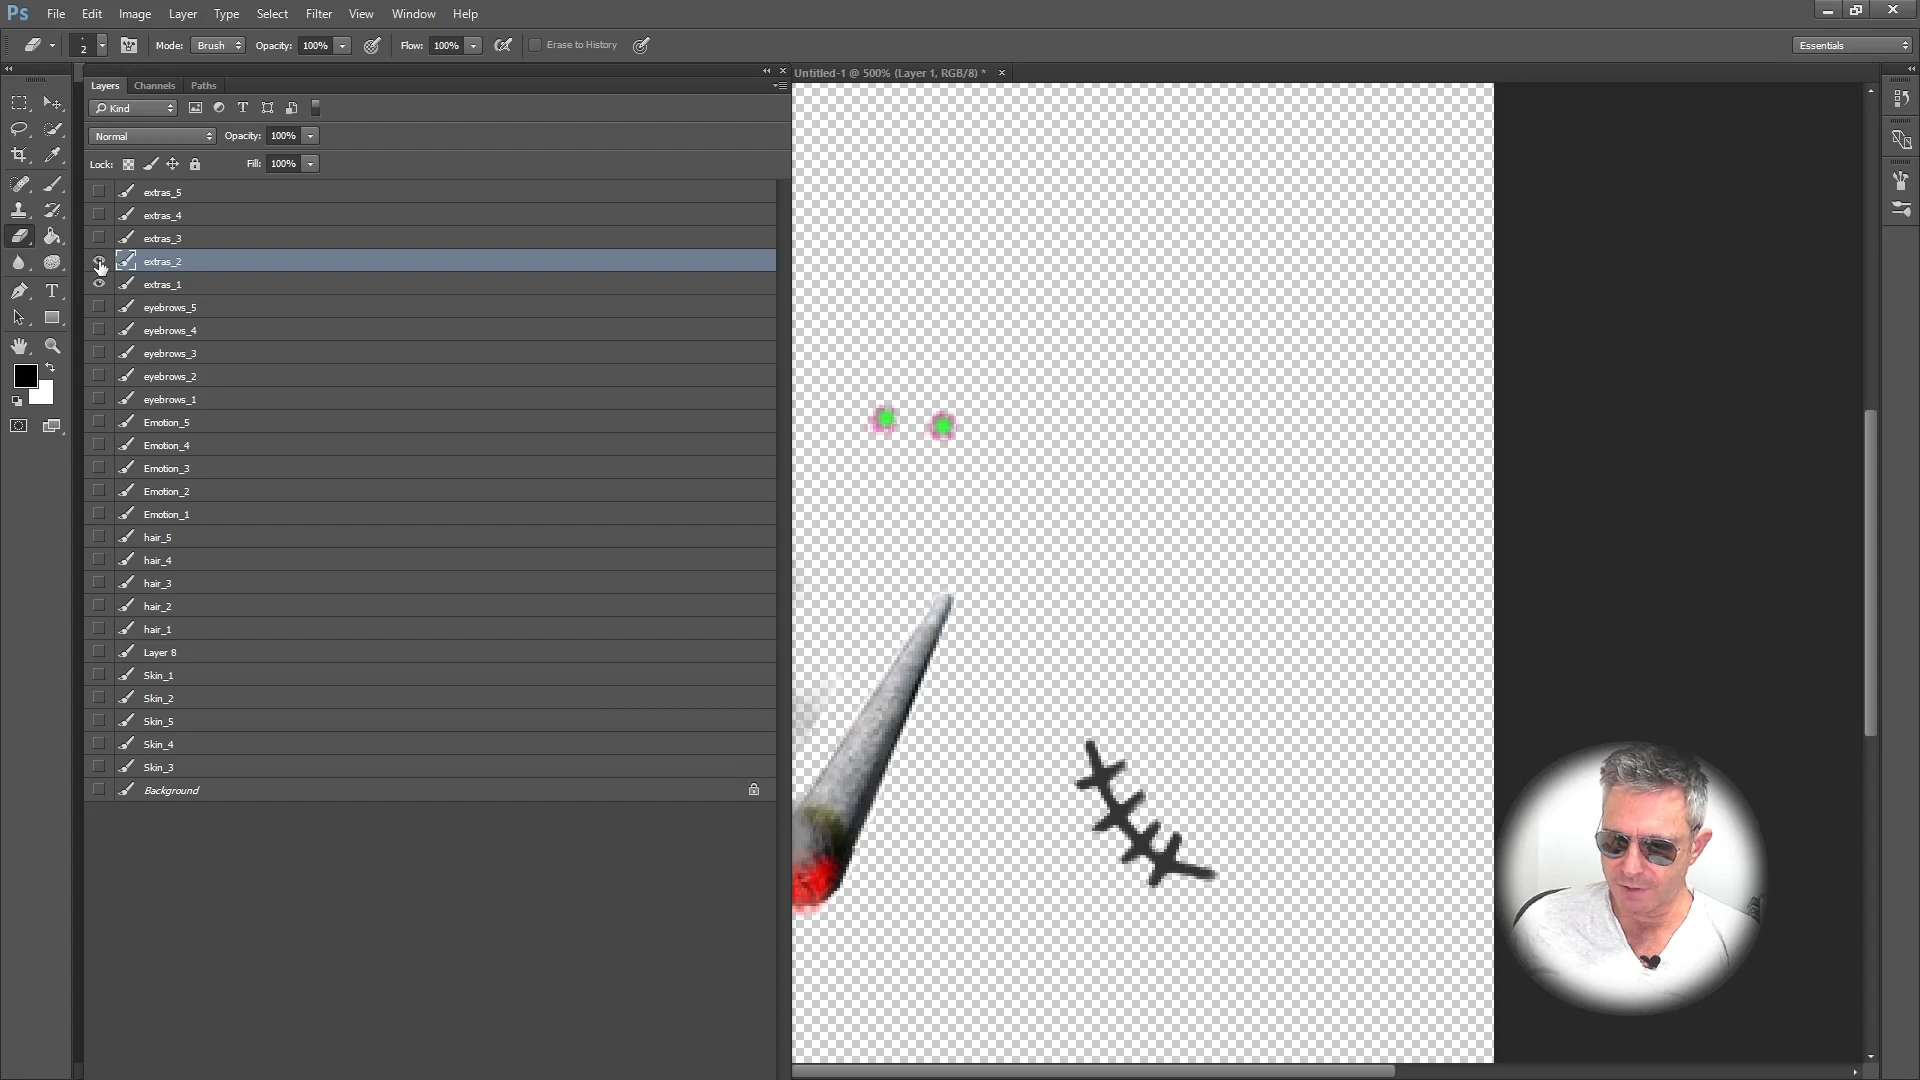 Ps File Edit Image Layer Type Select Filter View Window Help
2 Mode: Brush Opacity: 100% Flow: 100% Erase to History Essentials
Untitled-1 @ 500% (Layer 1, RGB/8) *
Layers Channels Paths
Kind
Normal Opacity: 100%
Lock: Fill: 100%
extras_5
extras_4
extras_3
extras_2
extras_1
eyebrows_5
eyebrows_4
eyebrows_3
eyebrows_2
eyebrows_1
Emotion_5
Emotion_4
Emotion_3
Emotion_2
Emotion_1
hair_5
hair_4
hair_3
hair_2
hair_1
Layer 8
Skin_1
Skin_2
Skin_5
Skin_4
Skin_3
Background